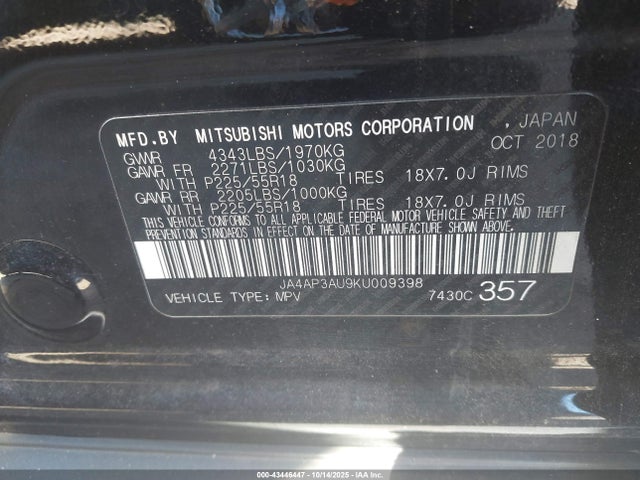 MFD.BY MITSUBISHI MOTORS CORPORATION , JAPAN
GVWR 4343LBS/1970KG OCT 2018
GAWR FR 2271LBS/1030KG
WITH P225/55R18 TIRES 18X7.0J RIMS
GAWR RR 2205LBS/1000KG
WITH P225/55R18 TIRES 18X7.0J RIMS
THIS VEHICLE CONFORMS TO ALL APPLICABLE FEDERAL MOTOR VEHICLE SAFETY AND THEFT
PREVENTION STANDARDS IN EFFECT ON THE DATE OF MANUFACTURE SHOWN ABOVE.
JA4AP3AU9KU009398
VEHICLE TYPE: MPV 7430C 357
000-43446447 - 10/14/2025 - IAAI.COM